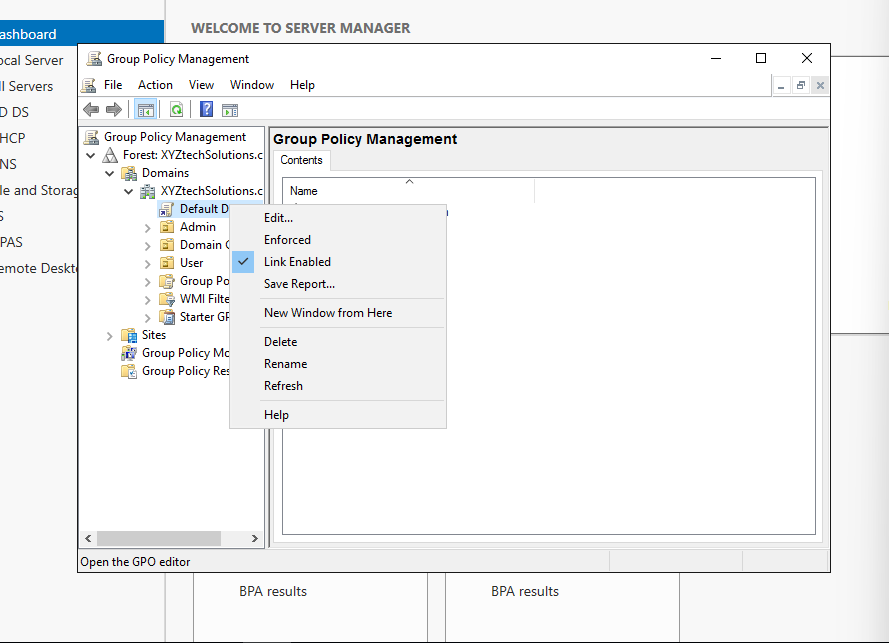 WELCOME TO SERVER MANAGER
ashboard
ocal Server
ll Servers
D DS
HCP
NS
le and Storag
S
PAS
emote Deskto
Group Policy Management
File Action View Window Help
Group Policy Management
Forest: XYZtechSolutions.c
Domains
XYZtechSolutions.c
Default D
Admin
Domain C
User
Group Po
WMI Filte
Starter GP
Sites
Group Policy Mo
Group Policy Res
Group Policy Management
Contents
Name
Edit...
Enforced
Link Enabled
Save Report...
New Window from Here
Delete
Rename
Refresh
Help
Open the GPO editor
BPA results
BPA results